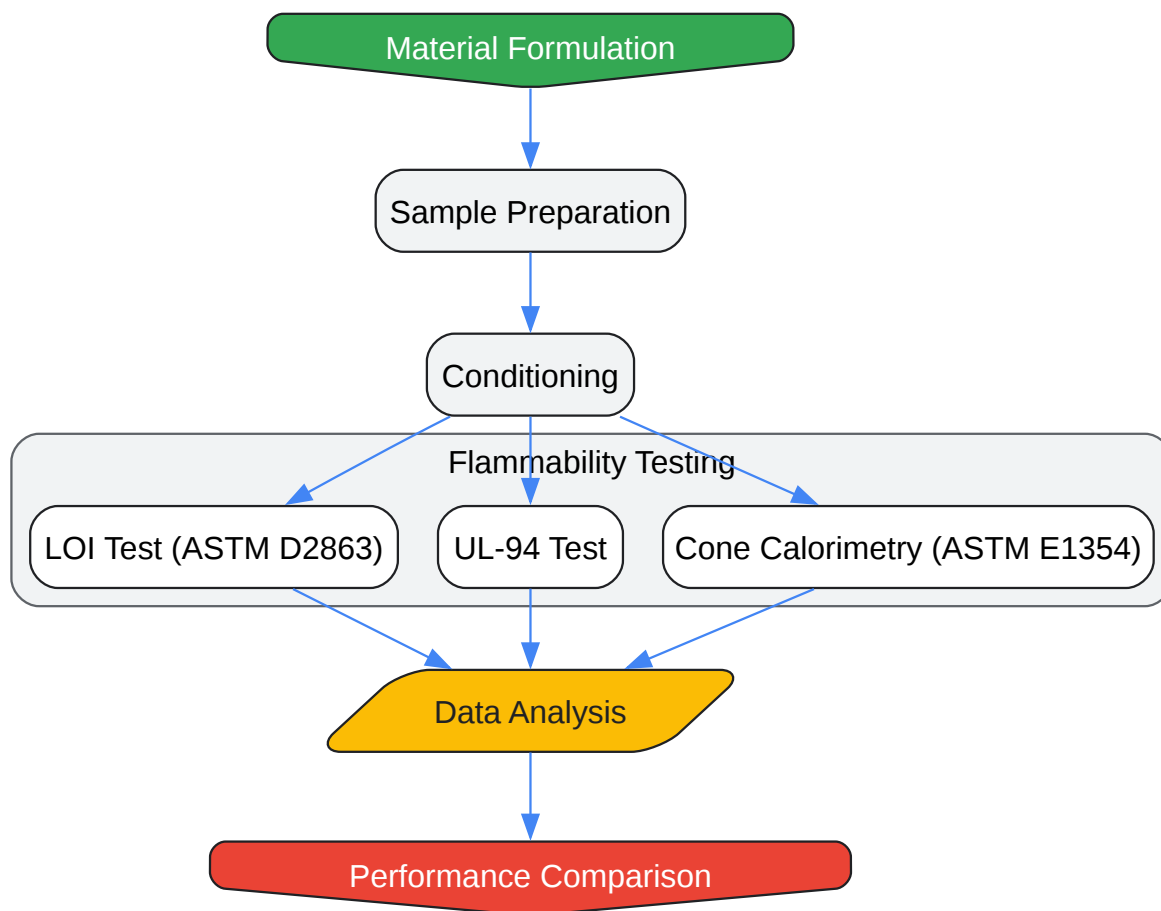 Material Formulation
Sample Preparation
Conditioning
Flammability Testing
LOI Test (ASTM D2863)
UL-94 Test
Cone Calorimetry (ASTM E1354)
Data Analysis
Performance Comparison